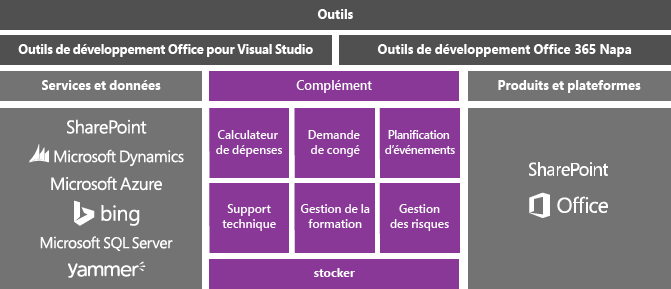 Outils
Outils de développement Office pour Visual Studio
Outils de développement Office 365 Napa
Services et données
Complément
Produits et plateformes
SharePoint
Microsoft Dynamics
Microsoft Azure
bing
Microsoft SQL Server
yammer
Calculateur
de dépenses
Demande
de congé
Planification
d'événements
Support
technique
Gestion de la
formation
Gestion
des risques
stocker
SharePoint
Office